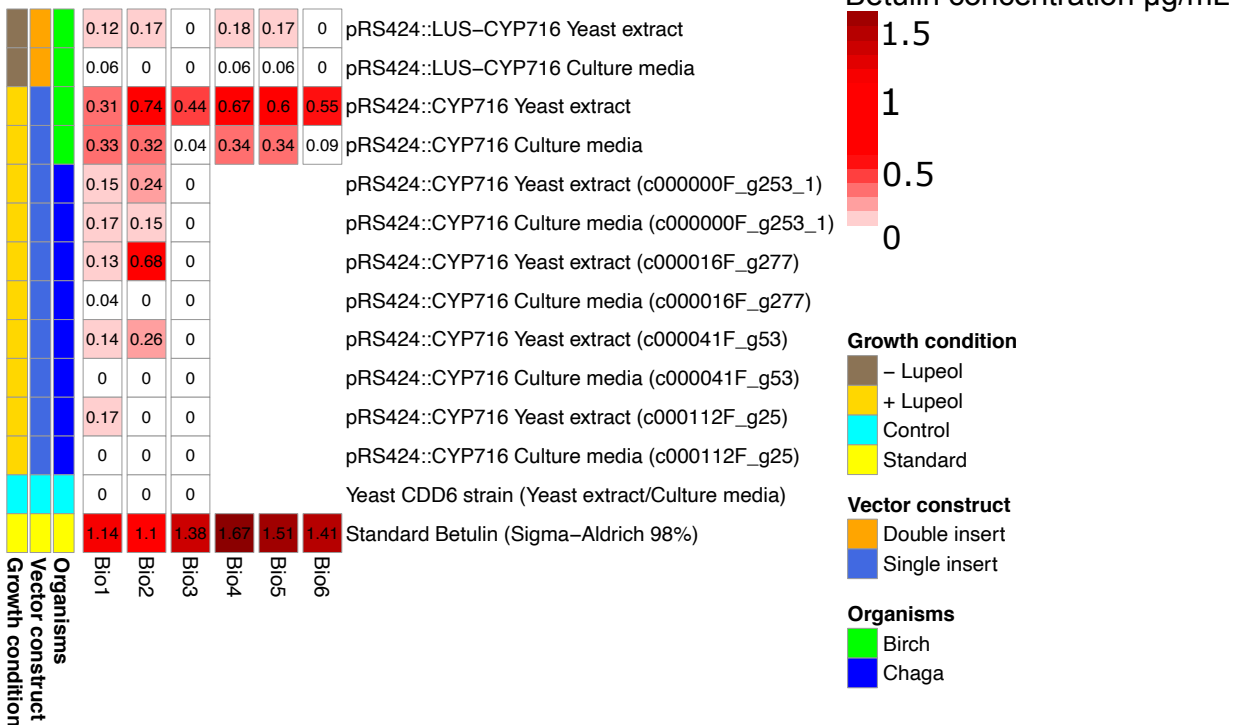 Betulin concentration µg/mL
1.5
1
0.5
0
0.12 0.17 0 0.18 0.17 0 pRS424::LUS−CYP716 Yeast extract
0.06 0 0 0.06 0.06 0 pRS424::LUS−CYP716 Culture media
0.31 0.74 0.44 0.67 0.6 0.55 pRS424::CYP716 Yeast extract
0.33 0.32 0.04 0.34 0.34 0.09 pRS424::CYP716 Culture media
0.15 0.24 0 pRS424::CYP716 Yeast extract (c000000F_g253_1)
0.17 0.15 0 pRS424::CYP716 Culture media (c000000F_g253_1)
0.13 0.68 0 pRS424::CYP716 Yeast extract (c000016F_g277)
0.04 0 0 pRS424::CYP716 Culture media (c000016F_g277)
0.14 0.26 0 pRS424::CYP716 Yeast extract (c000041F_g53)
0 0 0 pRS424::CYP716 Culture media (c000041F_g53)
0.17 0 0 pRS424::CYP716 Yeast extract (c000112F_g25)
0 0 0 pRS424::CYP716 Culture media (c000112F_g25)
0 0 0 Yeast CDD6 strain (Yeast extract/Culture media)
1.14 1.1 1.38 1.67 1.51 1.41 Standard Betulin (Sigma−Aldrich 98%)
Growth condition
Vector construct
Organisms
Bio1
Bio2
Bio3
Bio4
Bio5
Bio6
Growth condition
− Lupeol
+ Lupeol
Control
Standard
Vector construct
Double insert
Single insert
Organisms
Birch
Chaga